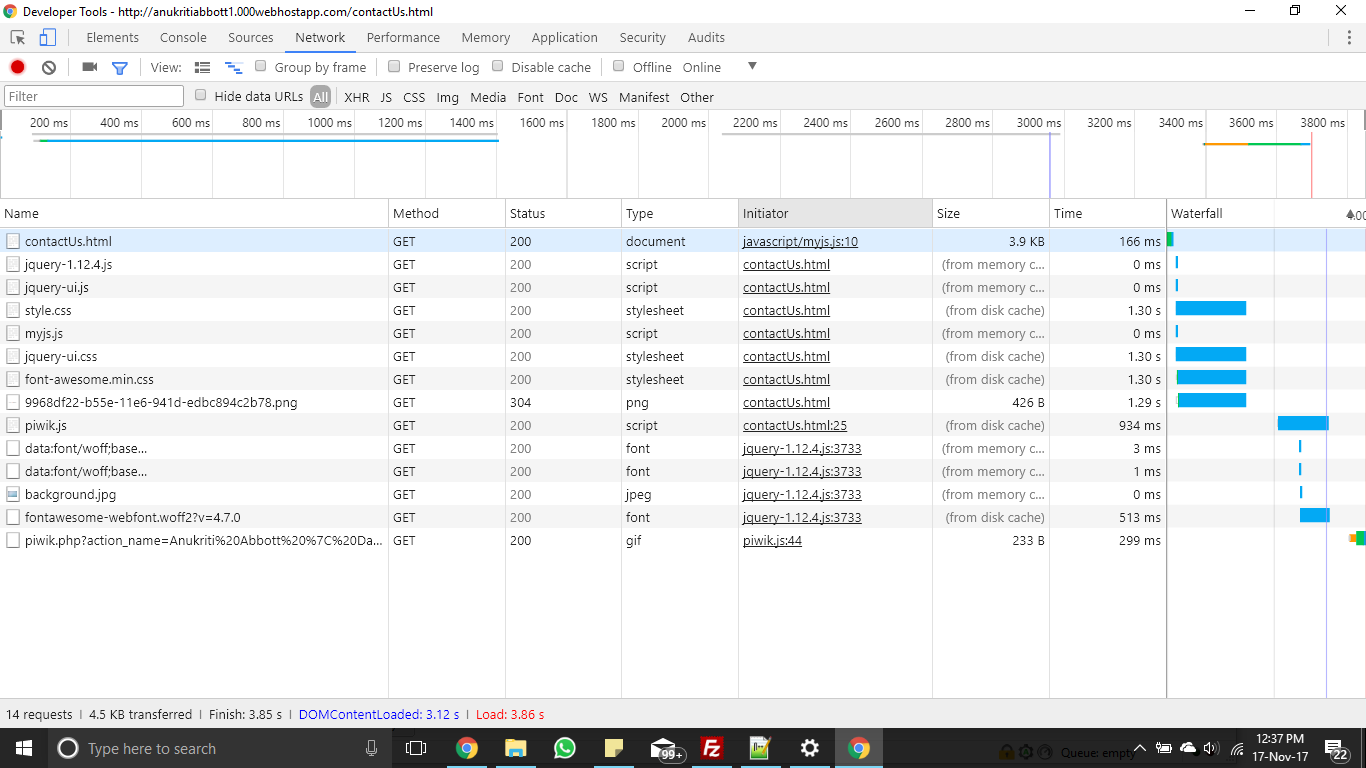 Developer Tools - http://anukritiabbott1.000webhostapp.com/contactUs.html
Elements Console Sources Network Performance Memory Application Security Audits
View: Group by frame Preserve log Disable cache Offline Online
Filter Hide data URLs All XHR JS CSS Img Media Font Doc WS Manifest Other
200 ms 400 ms 600 ms 800 ms 1000 ms 1200 ms 1400 ms 1600 ms 1800 ms 2000 ms 2200 ms 2400 ms 2600 ms 2800 ms 3000 ms 3200 ms 3400 ms 3600 ms 3800 ms
Name Method Status Type Initiator Size Time Waterfall
contactUs.html GET 200 document javascript/myjs.js:10 3.9 KB 166 ms
jquery-1.12.4.js GET 200 script contactUs.html (from memory c... 0 ms
jquery-ui.js GET 200 script contactUs.html (from memory c... 0 ms
style.css GET 200 stylesheet contactUs.html (from disk cache) 1.30 s
myjs.js GET 200 script contactUs.html (from memory c... 0 ms
jquery-ui.css GET 200 stylesheet contactUs.html (from disk cache) 1.30 s
font-awesome.min.css GET 200 stylesheet contactUs.html (from disk cache) 1.30 s
9968df22-b55e-11e6-941d-edbc894c2b78.png GET 304 png contactUs.html 426 B 1.29 s
piwik.js GET 200 script contactUs.html:25 (from disk cache) 934 ms
data:font/woff;base... GET 200 font jquery-1.12.4.js:3733 (from memory c... 3 ms
data:font/woff;base... GET 200 font jquery-1.12.4.js:3733 (from memory c... 1 ms
background.jpg GET 200 jpeg jquery-1.12.4.js:3733 (from memory c... 0 ms
fontawesome-webfont.woff2?v=4.7.0 GET 200 font jquery-1.12.4.js:3733 (from disk cache) 513 ms
piwik.php?action_name=Anukriti%20Abbott%20%7C%20Da... GET 200 gif piwik.js:44 233 B 299 ms
14 requests | 4.5 KB transferred | Finish: 3.85 s | DOMContentLoaded: 3.12 s | Load: 3.86 s
Type here to search 99+ Queue: empty 12:37 PM
17-Nov-17 22